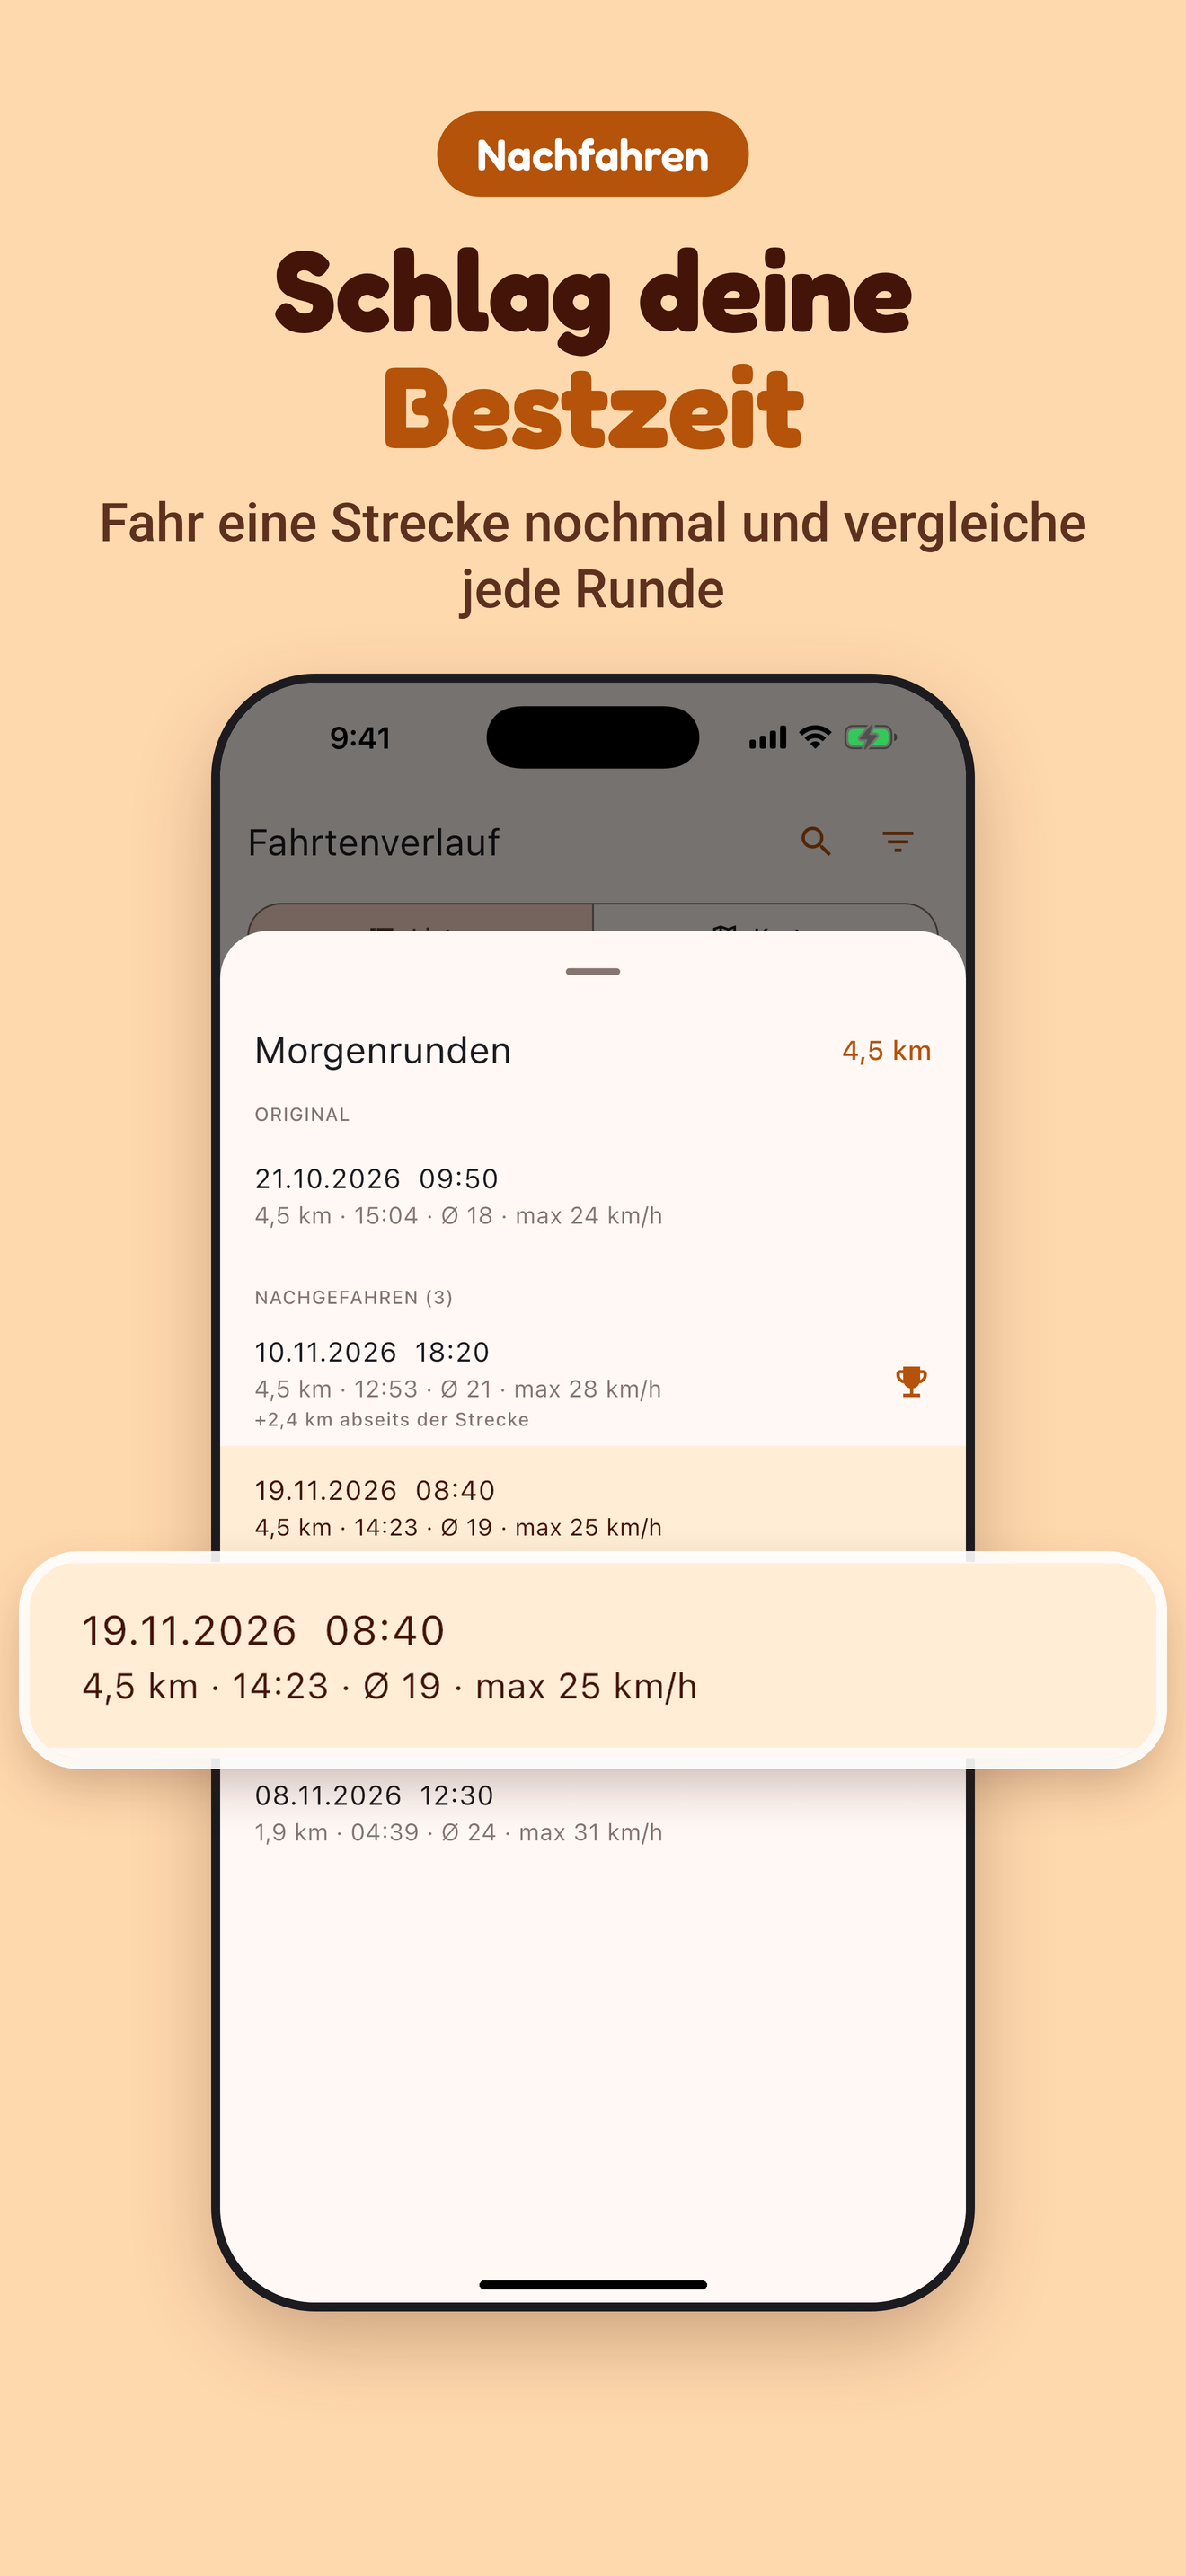 Nachfahren
Schlag deine
Bestzeit
Fahr eine Strecke nochmal und vergleiche
jede Runde
9:41
Fahrtenverlauf
Morgenrunden
4,5 km
ORIGINAL
21.10.2026 09:50
4,5 km · 15:04 · Ø 18 · max 24 km/h
NACHGEFAHREN (3)
10.11.2026 18:20
4,5 km · 12:53 · Ø 21 · max 28 km/h
+2,4 km abseits der Strecke
19.11.2026 08:40
4,5 km · 14:23 · Ø 19 · max 25 km/h
19.11.2026 08:40
4,5 km · 14:23 · Ø 19 · max 25 km/h
08.11.2026 12:30
1,9 km · 04:39 · Ø 24 · max 31 km/h